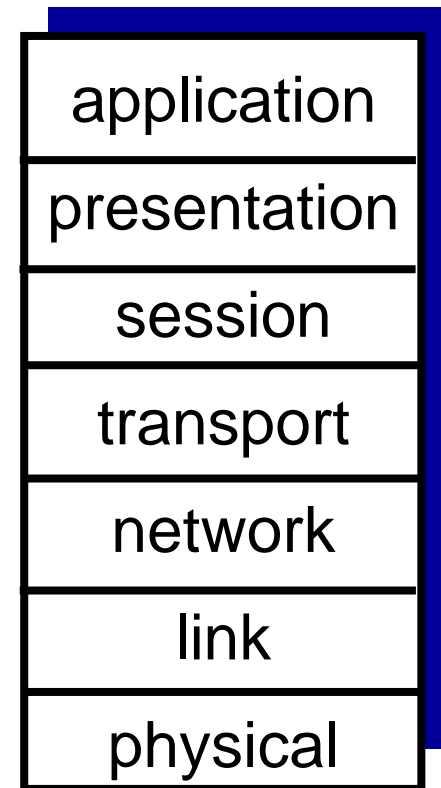 application
presentation
session
transport
network
link
physical